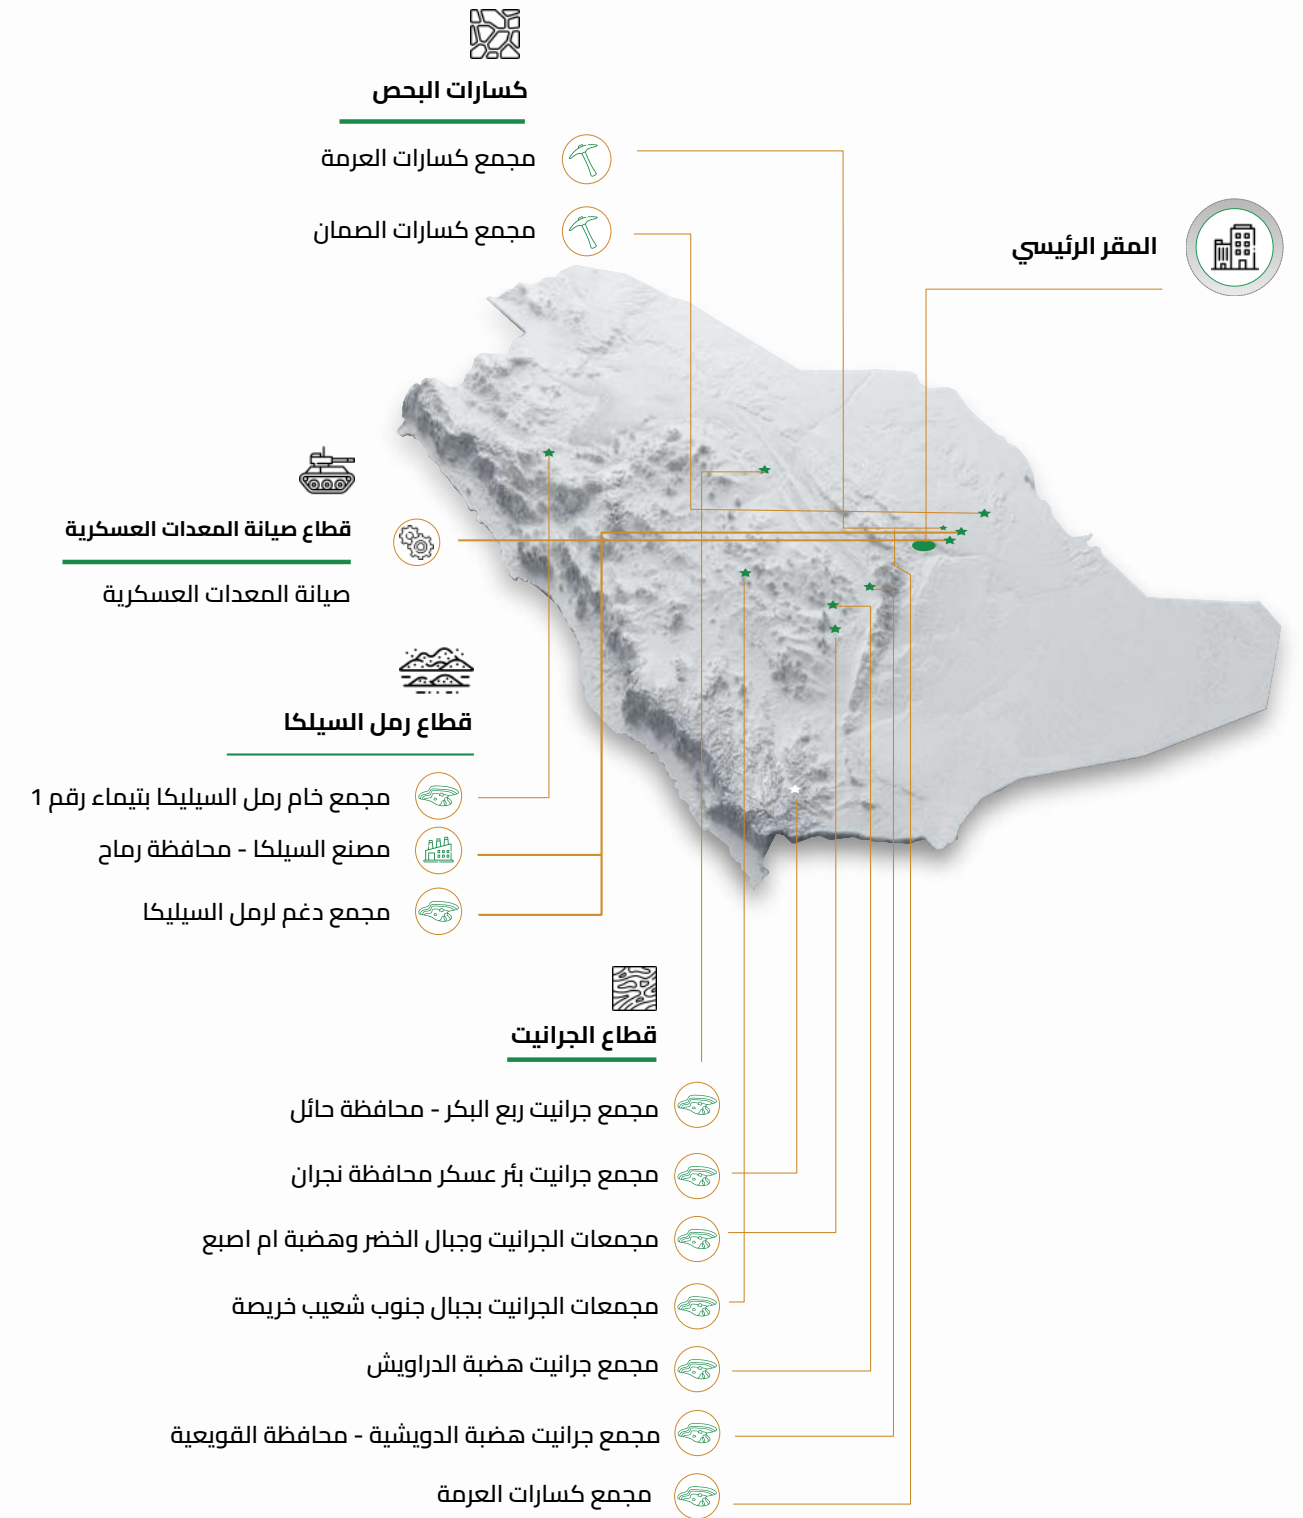 كسارات البحص
مجمع كسارات العرمة
مجمع كسارات الصمان
المقر الرئيسي
قطاع صيانة المعدات العسكرية
صيانة المعدات العسكرية
قطاع رمل السيلكا
مجمع خام رمل السيليكا بتيماء رقم 1
مصنع السيلكا - محافظة رماح
مجمع دغم لرمل السيليكا
قطاع الجرانيت
مجمع جرانيت ربع البكر - محافظة حائل
مجمع جرانيت بئر عسكر محافظة نجران
مجمعات الجرانيت وجبال الخضر وهضبة ام اصبع
مجمعات الجرانيت بجبال جنوب شعيب خريصة
مجمع جرانيت هضبة الدراويش
مجمع جرانيت هضبة الدويشية - محافظة القويعية
مجمع كسارات العرمة